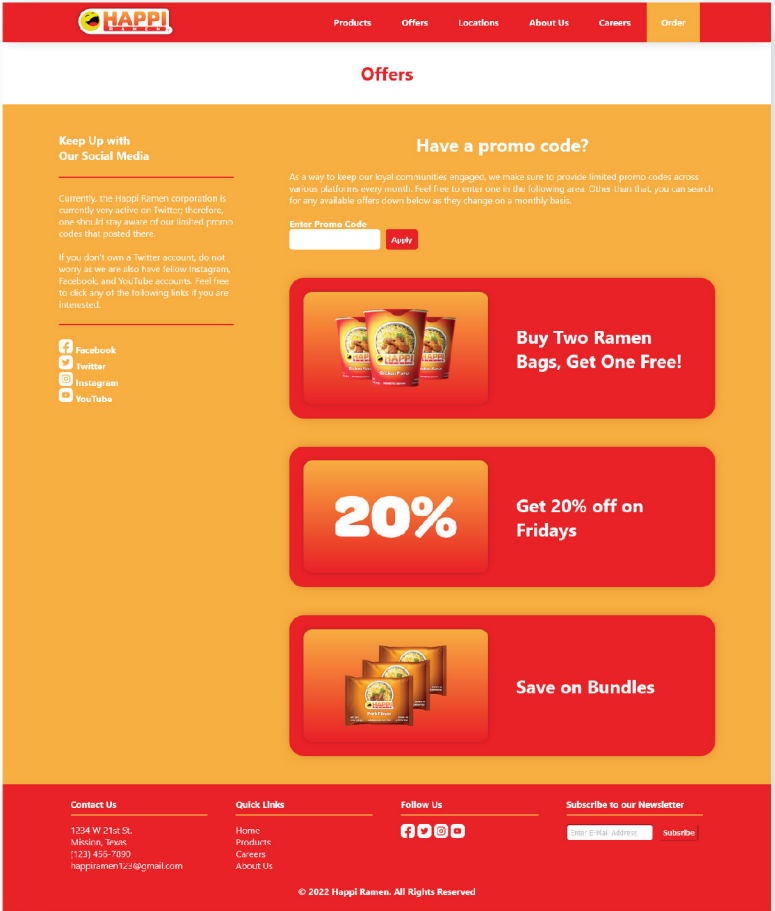 HAPPI
RAMEN
Products
Offers
Locations
About Us
Careers
Order
Offers
Keep Up with
Our Social Media
Currently, the Happi Ramen corporation is
currently very active on Twitter; therefore,
one should stay aware of our limited promo
codes that posted there.
If you don't own a Twitter account, do not
worry as we are also have fellow Instagram,
Facebook, and YouTube accounts. Feel free
to click any of the following links if you are
interested.
Facebook
Twitter
Instagram
YouTube
Have a promo code?
As a way to keep our loyal communities engaged, we make sure to provide limited promo codes across
various platforms every month. Feel free to enter one in the following area. Other than that, you can search
for any available offers down below as they change on a monthly basis.
Enter Promo Code
Apply
HAPPI
Chicken Flavor
Buy Two Ramen
Bags, Get One Free!
20%
Get 20% off on
Fridays
HAPPI
Pork Flavor
Save on Bundles
Contact Us
1234 W 21st St.
Mission, Texas
(123) 456-7890
happiramen123@gmail.com
Quick Links
Home
Products
Careers
About Us
Follow Us
Subscribe to our Newsletter
Enter E-Mail Address
Subsribe
© 2022 Happi Ramen. All Rights Reserved